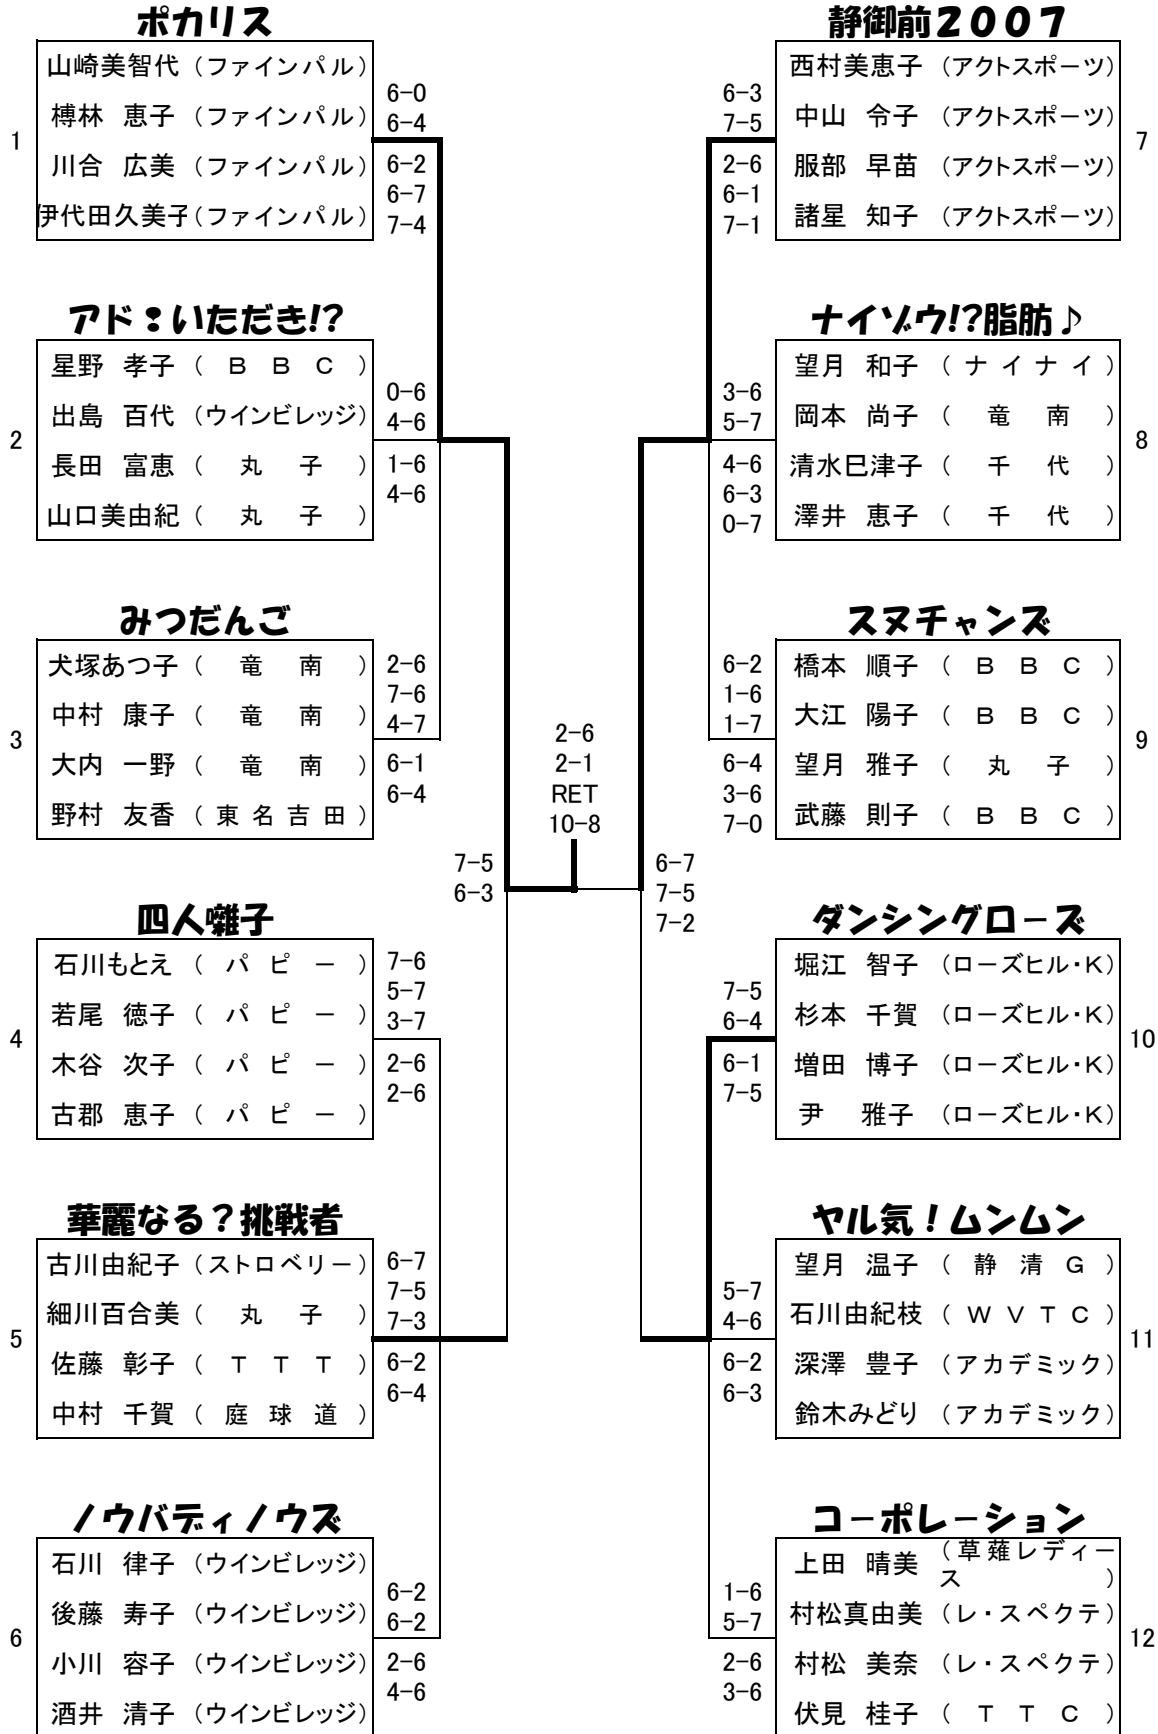 ポカリス
1
山崎美智代 (ファインパル)
榑林 恵子 (ファインパル)
川合 広美 (ファインパル)
伊代田久美子(ファインパル)
6-0
6-4
6-2
6-7
7-4
アド：いただき!?
2
星野 孝子 ( B B C )
出島 百代 (ウインビレッジ)
長田 富恵 ( 丸 子 )
山口美由紀 ( 丸 子 )
0-6
4-6
1-6
4-6
みつだんご
3
犬塚あつ子 ( 竜 南 )
中村 康子 ( 竜 南 )
大内 一野 ( 竜 南 )
野村 友香 ( 東 名 吉 田 )
2-6
7-6
4-7
6-1
6-4
四人囃子
4
石川もとえ ( パ ピ ー )
若尾 徳子 ( パ ピ ー )
木谷 次子 ( パ ピ ー )
古郡 恵子 ( パ ピ ー )
7-6
5-7
3-7
2-6
2-6
華麗なる？挑戦者
5
古川由紀子 (ストロベリー)
細川百合美 ( 丸 子 )
佐藤 彰子 ( T T T )
中村 千賀 ( 庭 球 道 )
6-7
7-5
7-3
6-2
6-4
ノウバディノウズ
6
石川 律子 (ウインビレッジ)
後藤 寿子 (ウインビレッジ)
小川 容子 (ウインビレッジ)
酒井 清子 (ウインビレッジ)
6-2
6-2
2-6
4-6
7-5
6-3
2-6
2-1
RET
10-8
6-7
7-5
7-2
静御前２００７
7
西村美恵子 (アクトスポーツ)
中山 令子 (アクトスポーツ)
服部 早苗 (アクトスポーツ)
諸星 知子 (アクトスポーツ)
6-3
7-5
2-6
6-1
7-1
ナイゾウ!?脂肪♪
8
望月 和子 ( ナ イ ナ イ )
岡本 尚子 ( 竜 南 )
清水巳津子 ( 千 代 )
澤井 恵子 ( 千 代 )
3-6
5-7
4-6
6-3
0-7
スヌチャンズ
9
橋本 順子 ( B B C )
大江 陽子 ( B B C )
望月 雅子 ( 丸 子 )
武藤 則子 ( B B C )
6-2
1-6
1-7
6-4
3-6
7-0
ダンシングローズ
10
堀江 智子 (ローズヒル・K)
杉本 千賀 (ローズヒル・K)
増田 博子 (ローズヒル・K)
尹 雅子 (ローズヒル・K)
7-5
6-4
6-1
7-5
ヤル気！ムンムン
11
望月 温子 ( 静 清 G )
石川由紀枝 ( W V T C )
深澤 豊子 (アカデミック)
鈴木みどり (アカデミック)
5-7
4-6
6-2
6-3
コーポレーション
12
上田 晴美 (草薙レディー
ス )
村松真由美 (レ・スペクテ)
村松 美奈 (レ・スペクテ)
伏見 桂子 ( T T C )
1-6
5-7
2-6
3-6